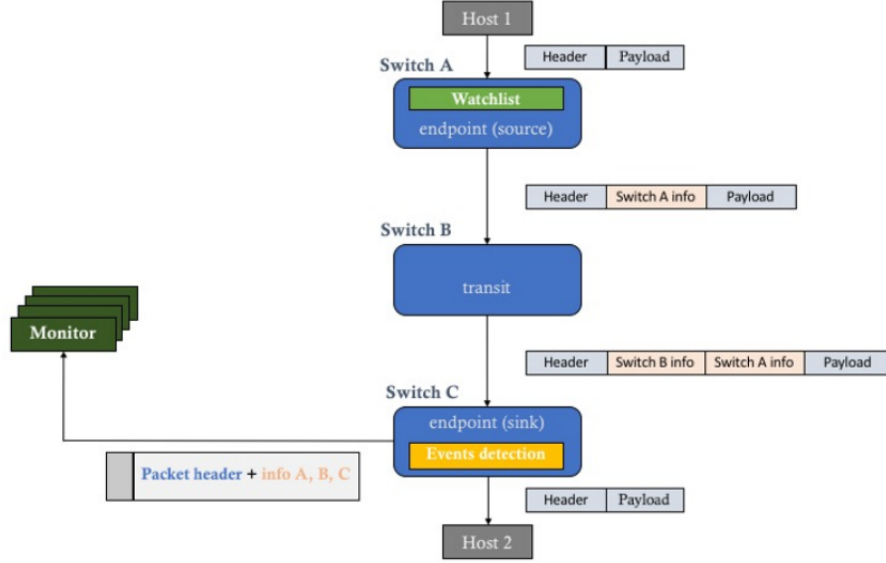 Host 1
Header Payload
Switch A
Watchlist
endpoint (source)
Header Switch A info Payload
Switch B
transit
Monitor
Header Switch B info Switch A info Payload
Switch C
endpoint (sink)
Events detection
Packet header + info A, B, C
Header Payload
Host 2